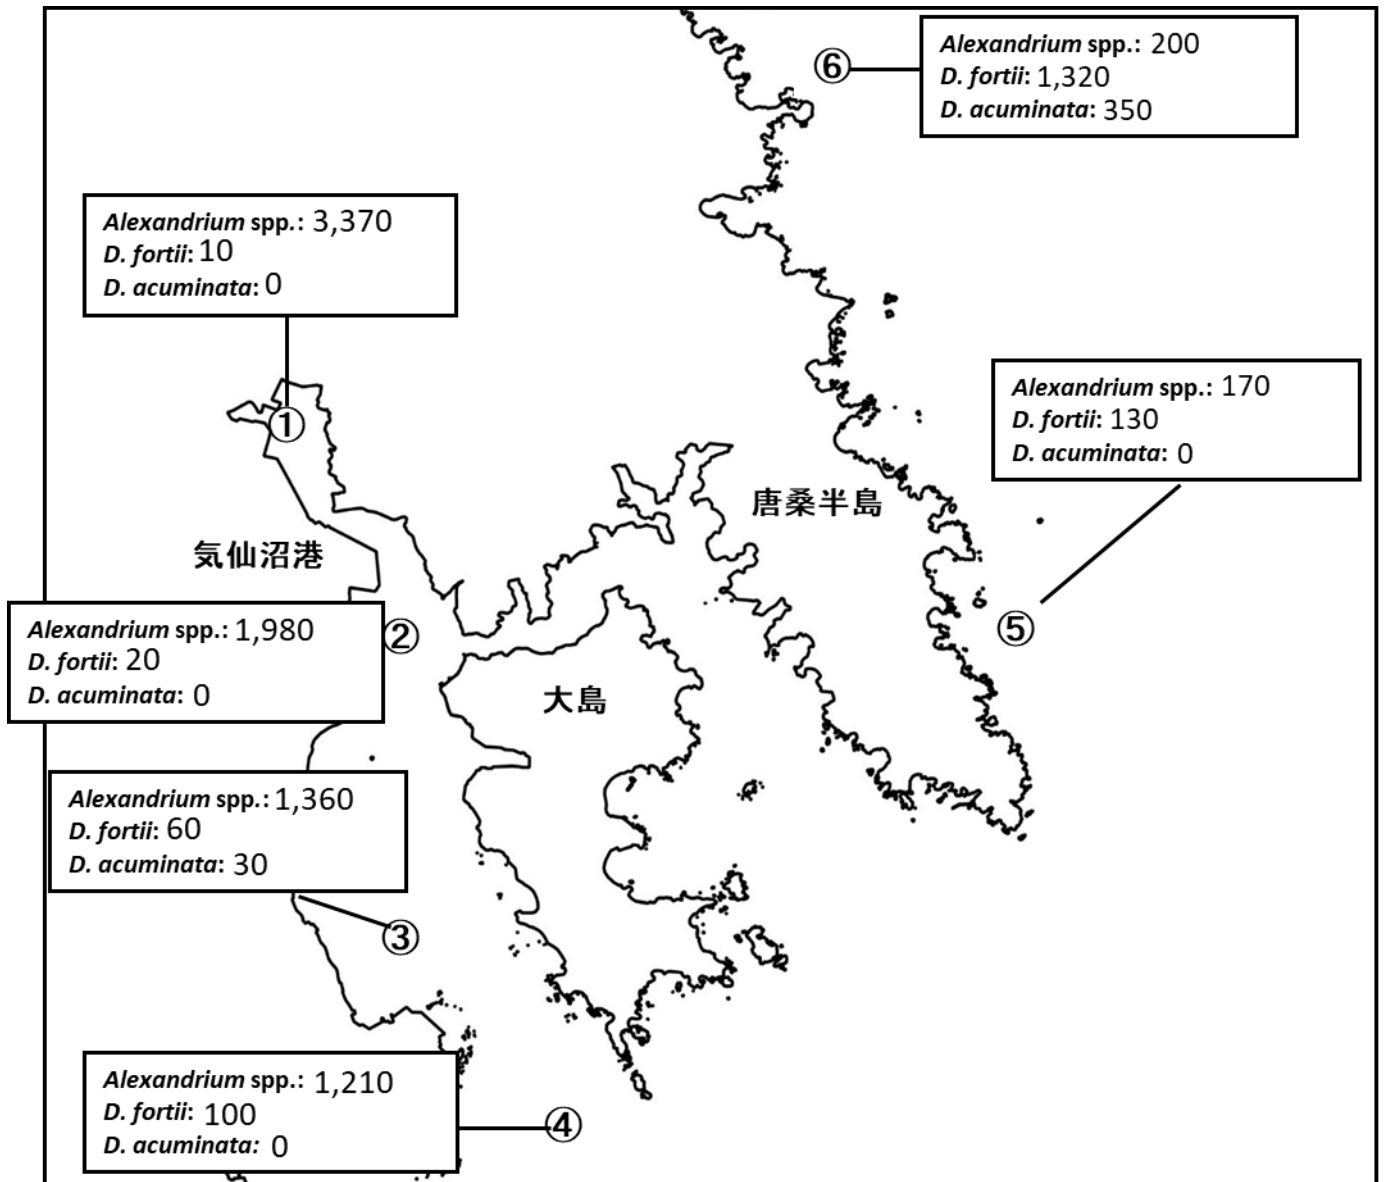 ⑥
Alexandrium spp.: 200
D. fortii: 1,320
D. acuminata: 350
Alexandrium spp.: 3,370
D. fortii: 10
D. acuminata: 0
①
Alexandrium spp.: 170
D. fortii: 130
D. acuminata: 0
唐桑半島
気仙沼港
Alexandrium spp.: 1,980
D. fortii: 20
D. acuminata: 0
②
⑤
大島
Alexandrium spp.: 1,360
D. fortii: 60
D. acuminata: 30
③
Alexandrium spp.: 1,210
D. fortii: 100
D. acuminata: 0
④